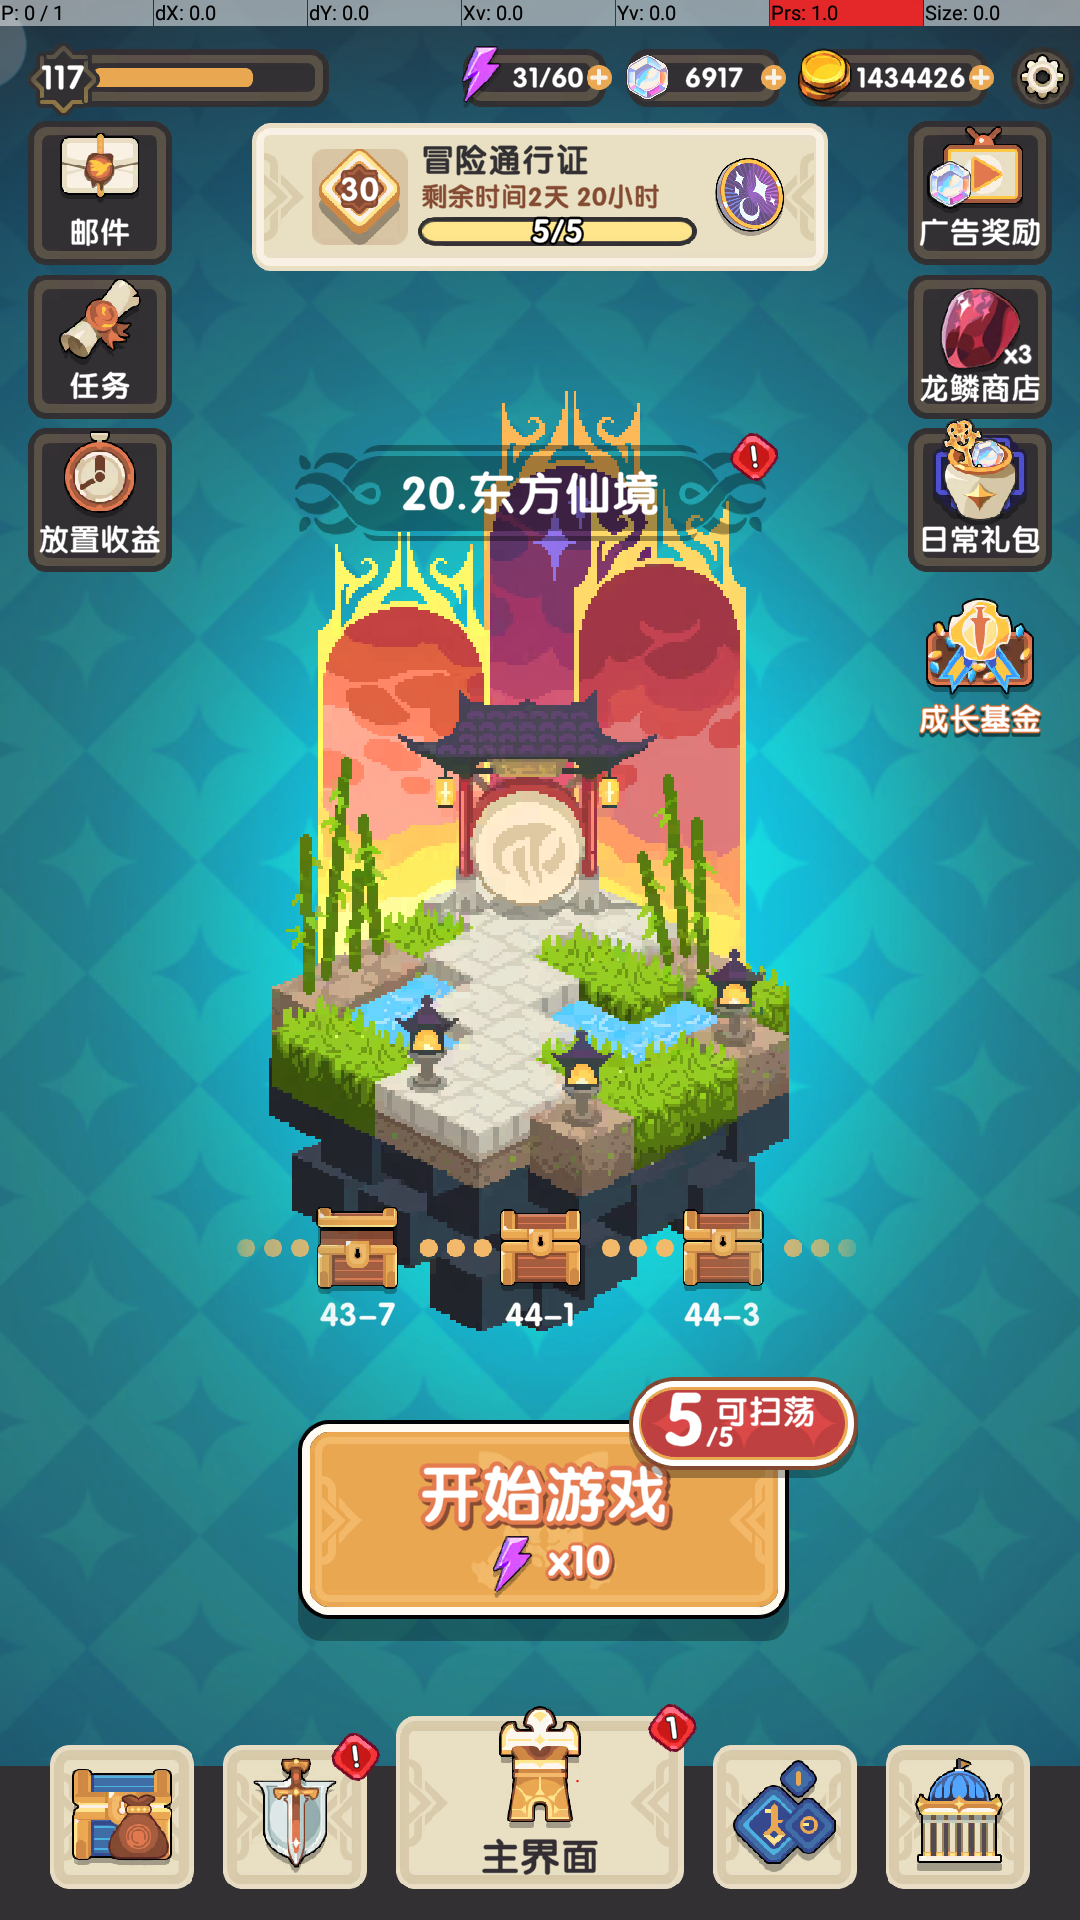 P: 0 / 1 dX: 0.0 dY: 0.0 Xv: 0.0 Yv: 0.0 Prs: 1.0 Size: 0.0
117 31/60 6917 1434426
邮件
30 冒险通行证
剩余时间2天 20小时
5/5
广告奖励
任务
x3
龙鳞商店
放置收益
20.东方仙境
!
日常礼包
成长基金
43-7 44-1 44-3
5/5 可扫荡
开始游戏
x10
! 1
主界面